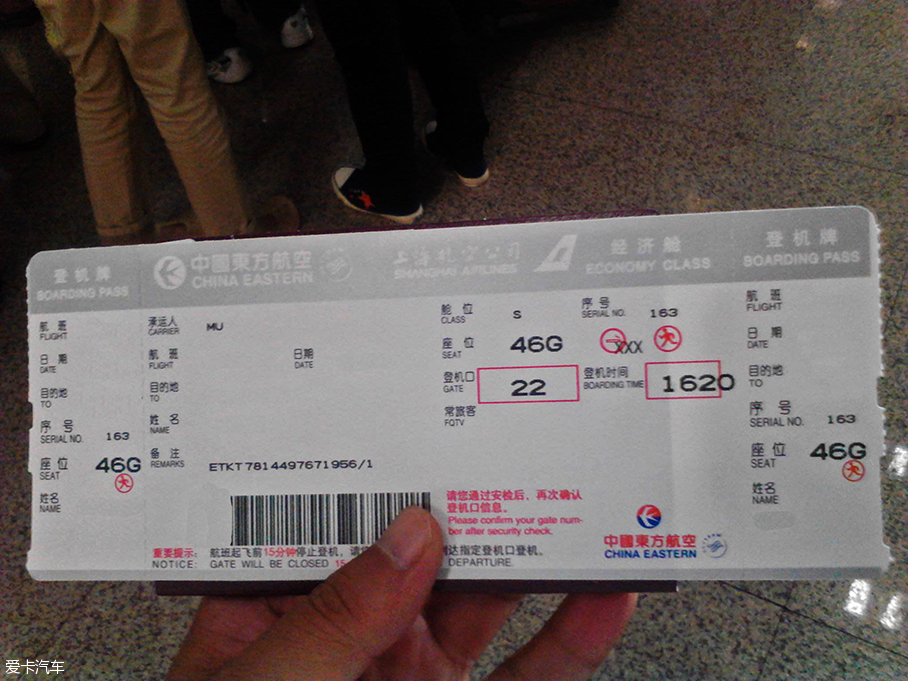 登机牌
BOARDING PASS
航班
FLIGHT
日期
DATE
目的地
TO
序号
SERIAL NO. 163
座位
SEAT 46G
姓名
NAME
中國東方航空
CHINA EASTERN
上海航空公司
SHANGHAI AIRLINES
经济舱
ECONOMY CLASS
承运人
CARRIER MU
航班
FLIGHT
日期
DATE
目的地
TO
姓名
NAME
备注
REMARKS ETKT7814497671956/1
舱位
CLASS S
序号
SERIAL NO. 163
座位
SEAT 46G
XXX
登机口
GATE 22
登机时间
BOARDING TIME 1620
常旅客
FQTV
请您通过安检后,再次确认
登机口信息。
Please confirm your gate num-
ber after security check.
中國東方航空
CHINA EASTERN
重要提示: 航班起飞前15分钟停止登机,请您 达指定登机口登机。
NOTICE: GATE WILL BE CLOSED 15 DEPARTURE.
登机牌
BOARDING PASS
航班
FLIGHT
日期
DATE
目的地
TO
序号
SERIAL NO. 163
座位
SEAT 46G
姓名
NAME
爱卡汽车